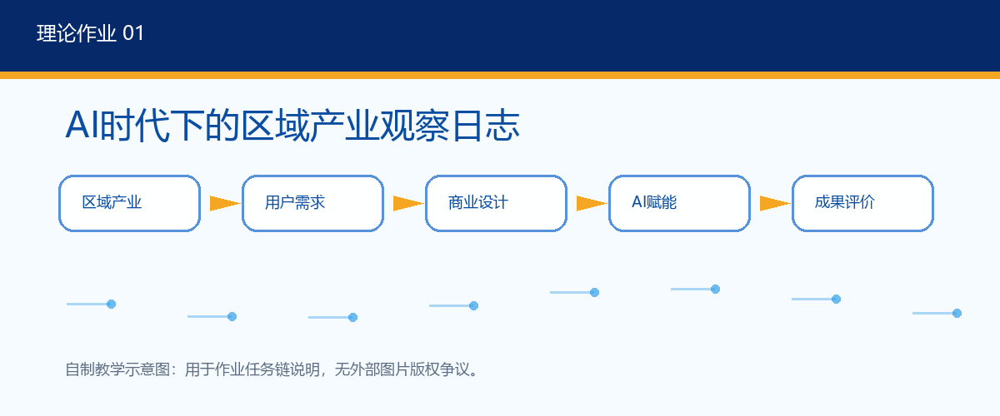 理论作业 01
AI时代下的区域产业观察日志
区域产业
用户需求
商业设计
AI赋能
成果评价
自制教学示意图：用于作业任务链说明，无外部图片版权争议。